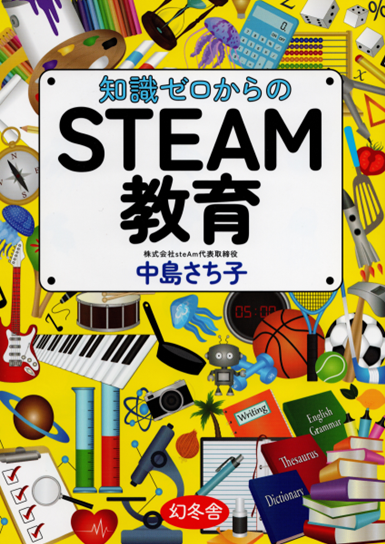 知識ゼロからの
STEAM
教育
株式会社steAm代表取締役
中島さち子
05:00
Writing
English
Grammar
Thesaurus
Dictionary
幻冬舎